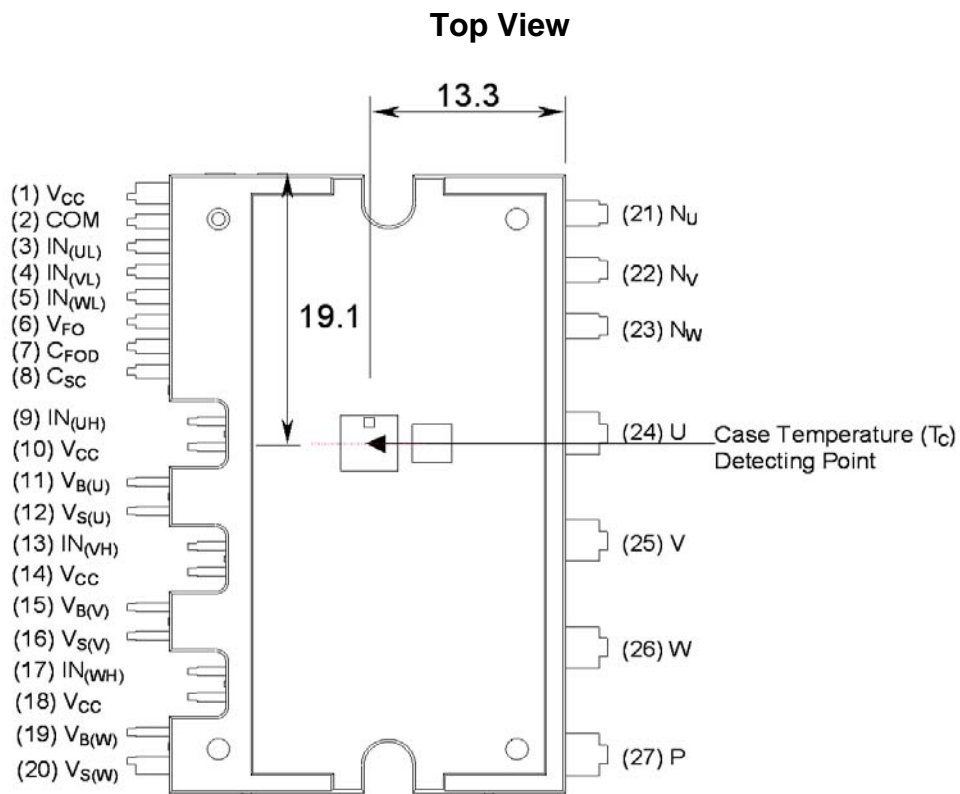 Top View
13.3
19.1
(1) VCC
(2) COM
(3) IN(UL)
(4) IN(VL)
(5) IN(WL)
(6) VFO
(7) CFOD
(8) CSC
(9) IN(UH)
(10) VCC
(11) VB(U)
(12) VS(U)
(13) IN(VH)
(14) VCC
(15) VB(V)
(16) VS(V)
(17) IN(WH)
(18) VCC
(19) VB(W)
(20) VS(W)
(21) NU
(22) NV
(23) NW
(24) U
Case Temperature (TC)
Detecting Point
(25) V
(26) W
(27) P